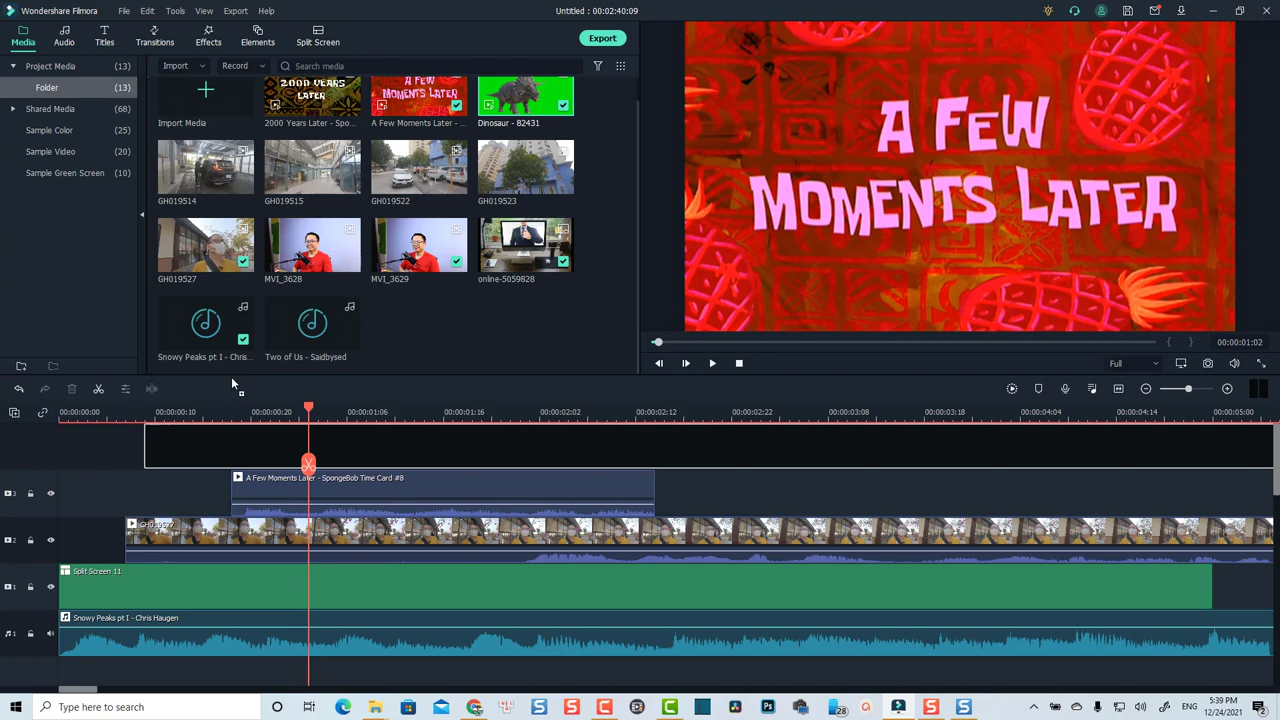 Wondershare Filmora File Edit Tools View Export Help Untitled : 00:02:40:09
Media Audio Titles Transitions Effects Elements Split Screen Export
Project Media (13)
Folder (13)
Shared Media (68)
Sample Color (25)
Sample Video (20)
Sample Green Screen (10)
Import Record Search media
2000 YEARS
LATER
A FEW
MOMENTS LATER
Import Media 2000 Years Later - Spo... A Few Moments Later - ... Dinosaur - 82431
GH019514 GH019515 GH019522 GH019523
GH019527 MVI_3628 MVI_3629 online-5059828
Snowy Peaks pt I - Chris... Two of Us - Saidbysed
A FEW
MOMENTS LATER
00:00:01:02
Full
00:00:00:00 00:00:00:10 00:00:00:20 00:00:01:06 00:00:01:16 00:00:02:02 00:00:02:12 00:00:02:22 00:00:03:08 00:00:03:18 00:00:04:04 00:00:04:14 00:00:05:00
3 A Few Moments Later - SpongeBob Time Card #8
2 GH019527
1 Split Screen 11
1 Snowy Peaks pt I - Chris Haugen
Type here to search
28
ENG
5:39 PM
12/24/2021
2